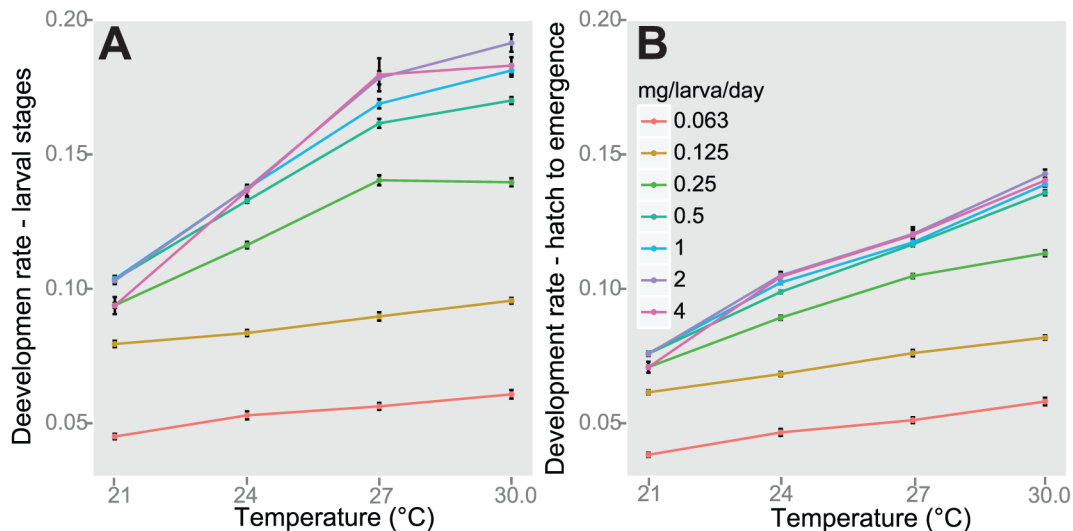 A
Deevelopmen rate - larval stages
0.20
0.15
0.10
0.05
21 24 27 30.0
Temperature (°C)
B
Development rate - hatch to emergence
mg/larva/day
0.063
0.125
0.25
0.5
1
2
4
0.20
0.15
0.10
0.05
21 24 27 30.0
Temperature (°C)